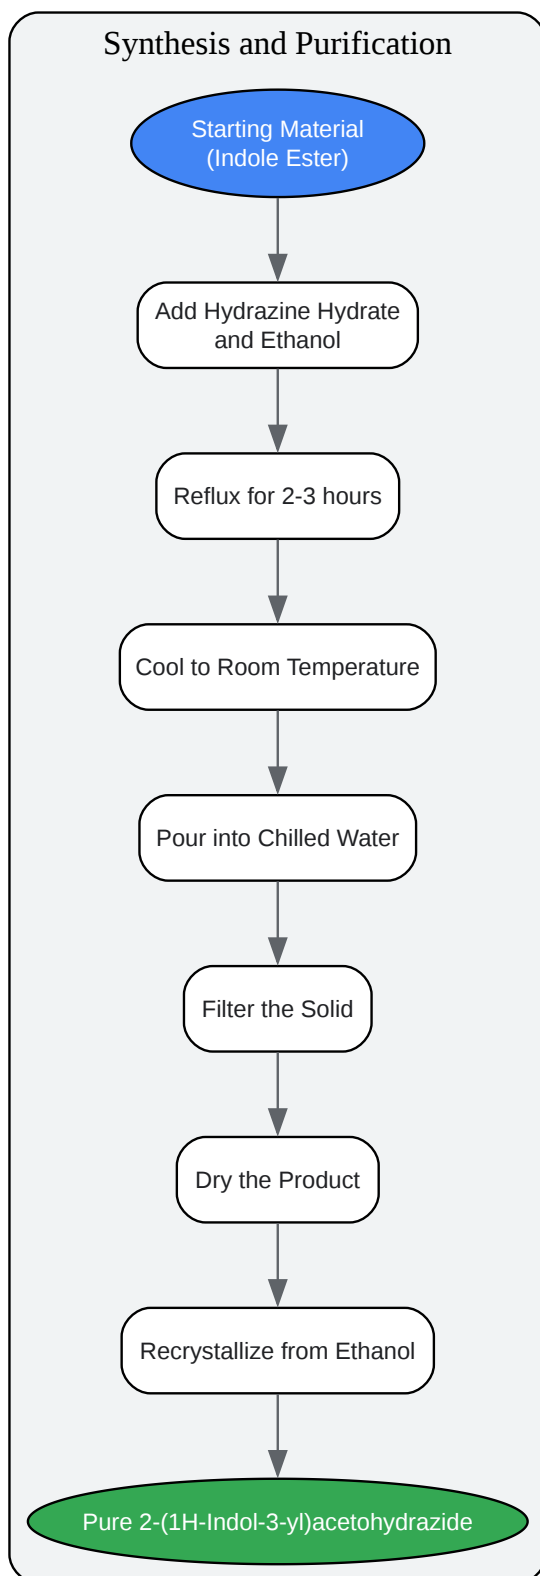 Synthesis and Purification
Starting Material
(Indole Ester)
Add Hydrazine Hydrate
and Ethanol
Reflux for 2-3 hours
Cool to Room Temperature
Pour into Chilled Water
Filter the Solid
Dry the Product
Recrystallize from Ethanol
Pure 2-(1H-Indol-3-yl)acetohydrazide